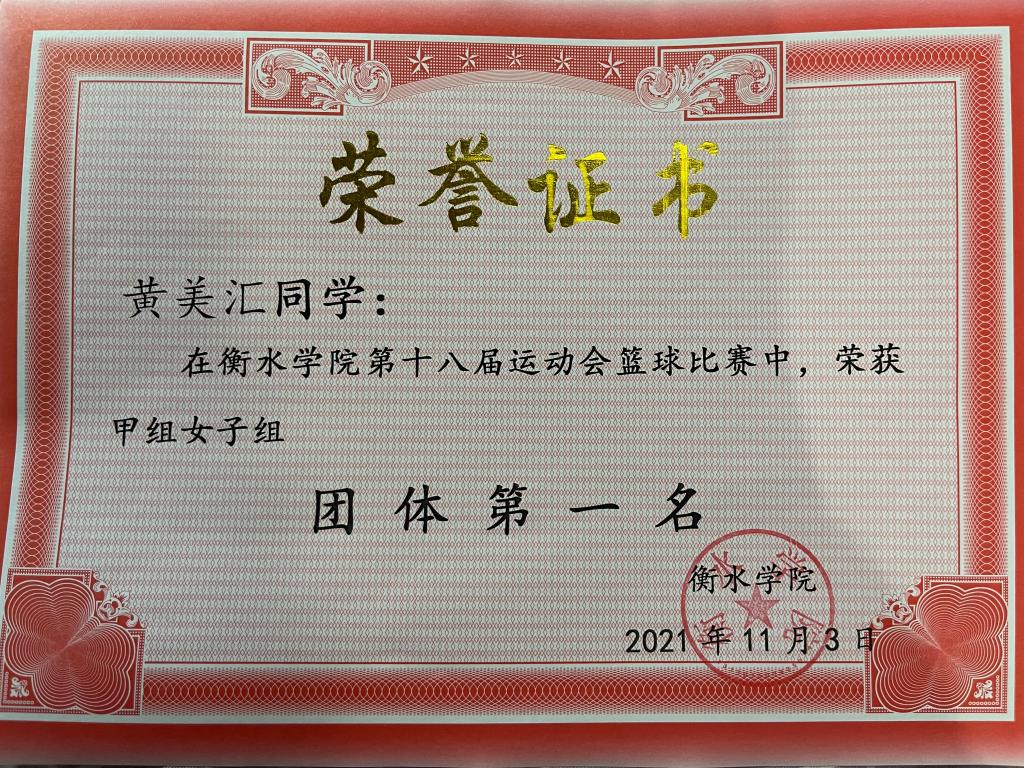 荣誉证书
黄美汇同学：
在衡水学院第十八届运动会篮球比赛中，荣获
甲组女子组
团体第一名
衡水学院
2021年11月3日